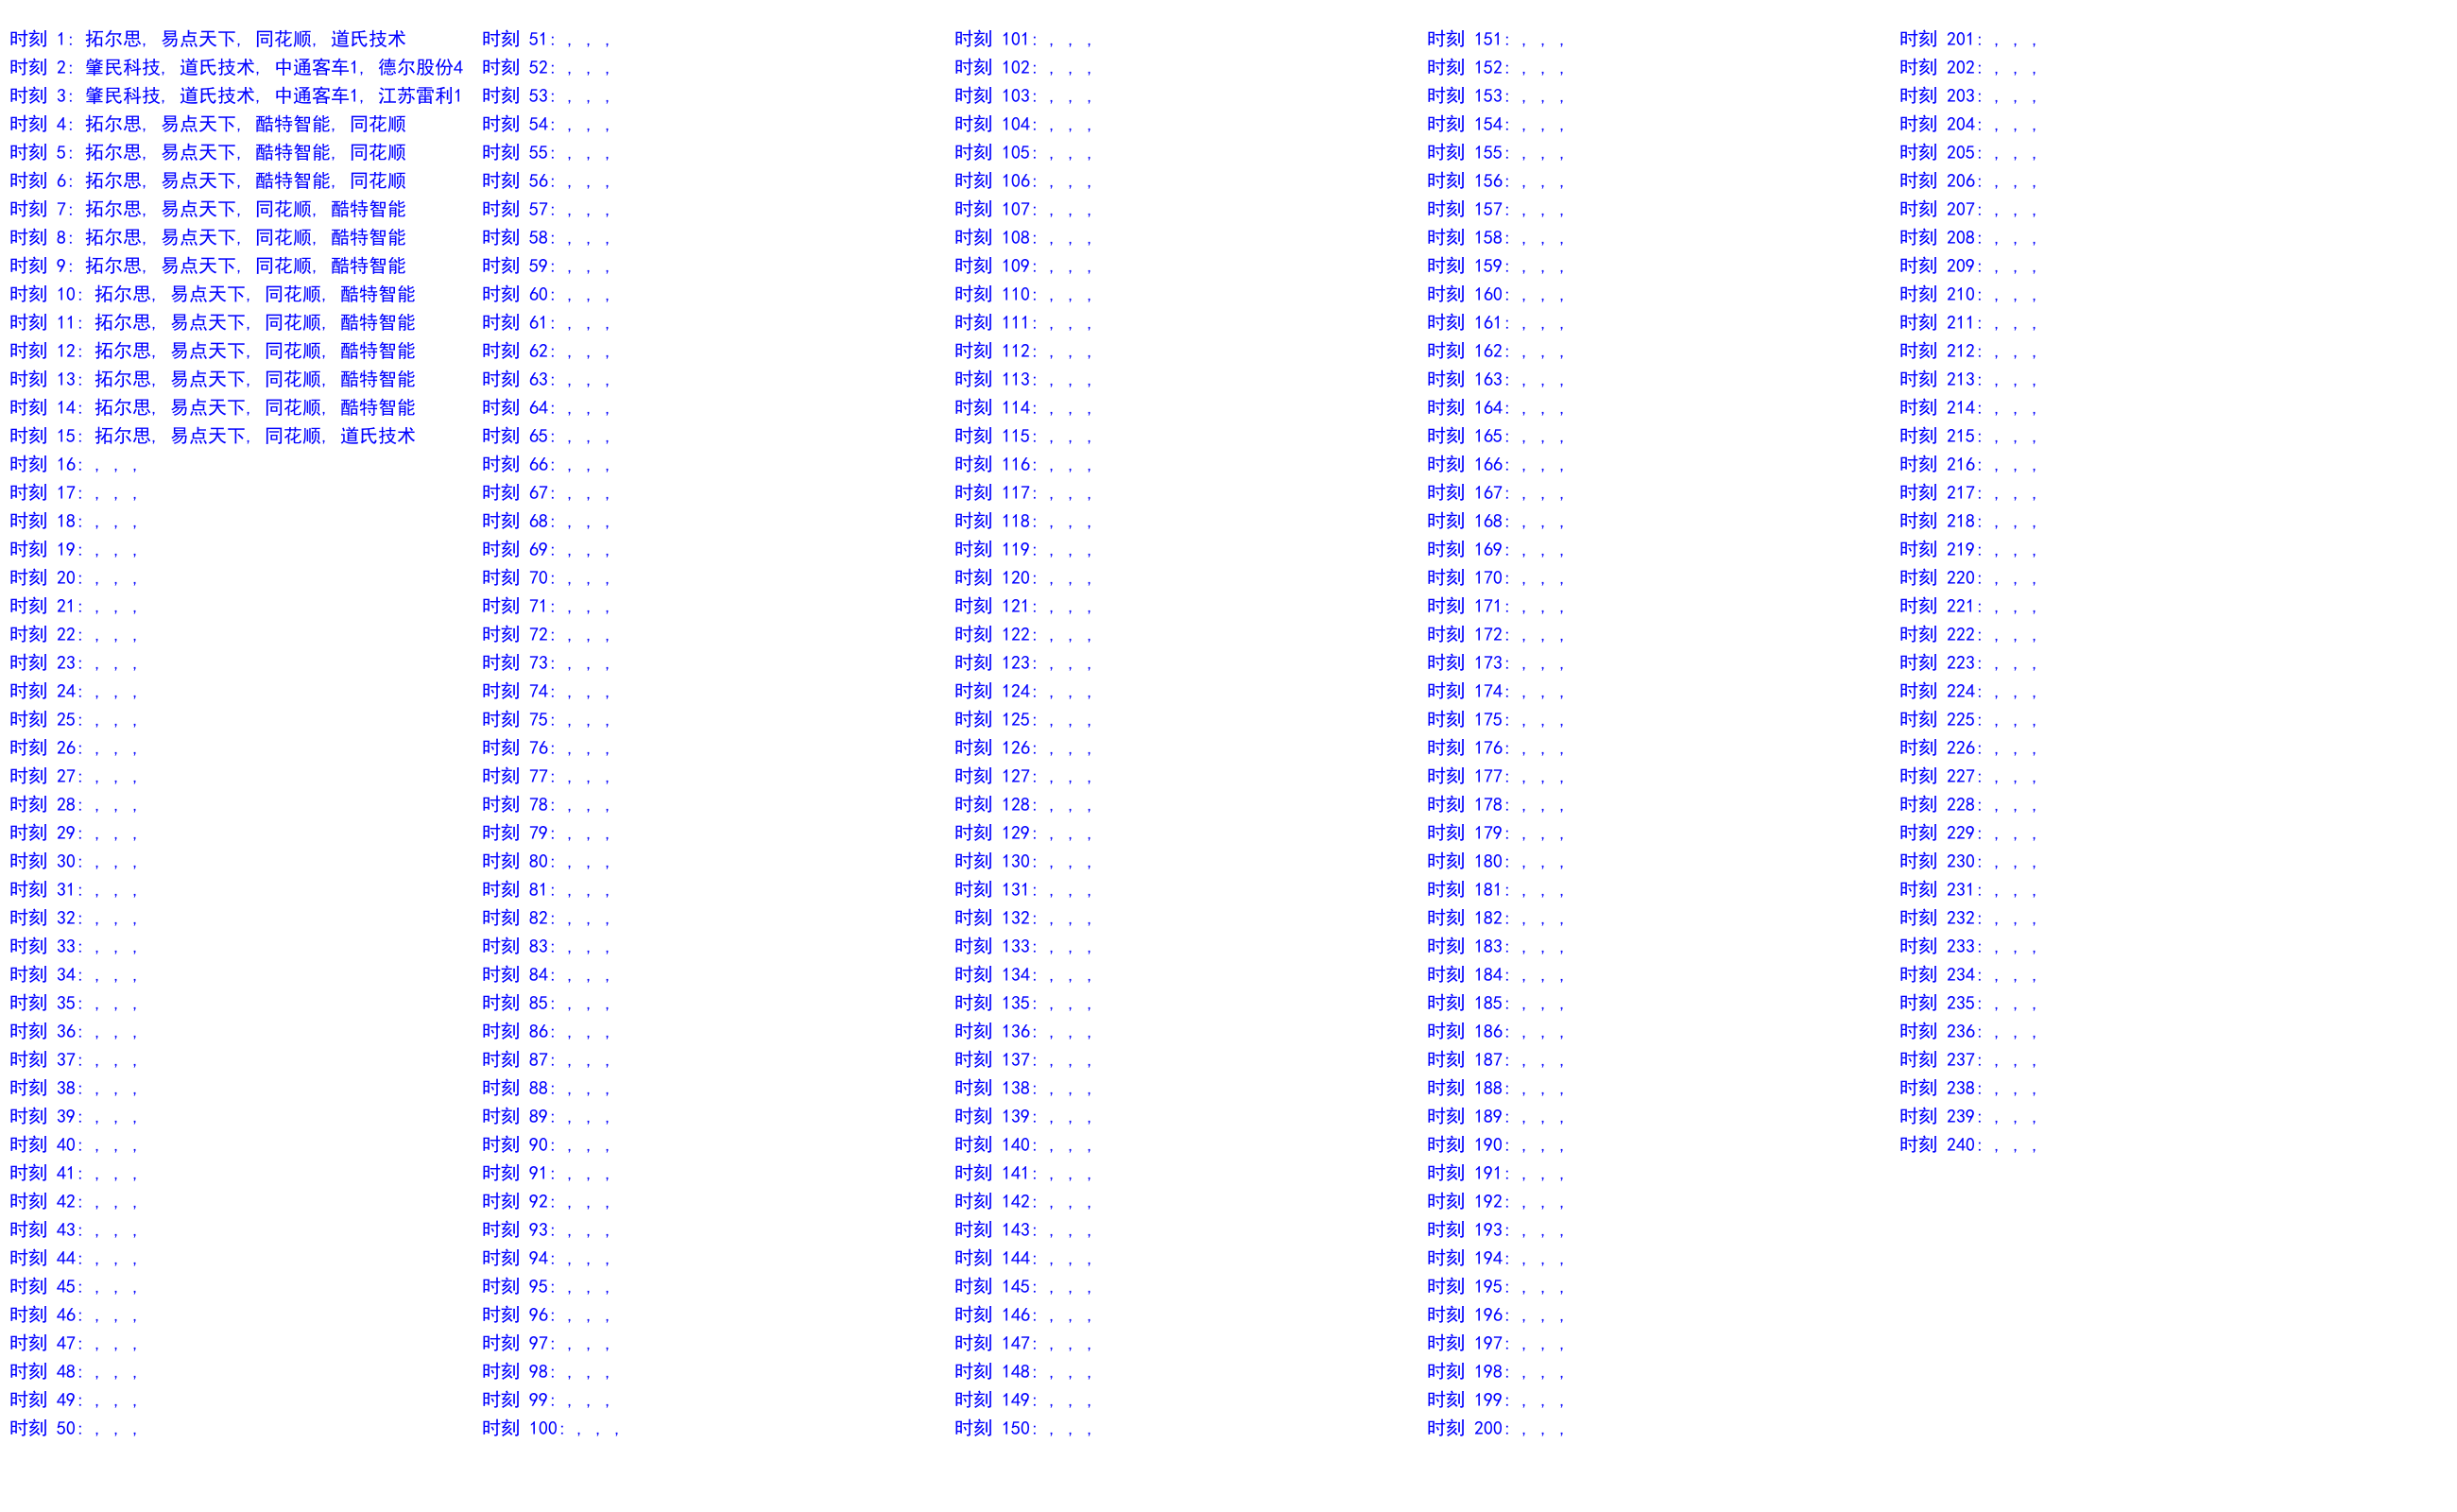 时刻 1: 拓尔思, 易点天下, 同花顺, 道氏技术
时刻 2: 肇民科技, 道氏技术, 中通客车1, 德尔股份4
时刻 3: 肇民科技, 道氏技术, 中通客车1, 江苏雷利1
时刻 4: 拓尔思, 易点天下, 酷特智能, 同花顺
时刻 5: 拓尔思, 易点天下, 酷特智能, 同花顺
时刻 6: 拓尔思, 易点天下, 酷特智能, 同花顺
时刻 7: 拓尔思, 易点天下, 同花顺, 酷特智能
时刻 8: 拓尔思, 易点天下, 同花顺, 酷特智能
时刻 9: 拓尔思, 易点天下, 同花顺, 酷特智能
时刻 10: 拓尔思, 易点天下, 同花顺, 酷特智能
时刻 11: 拓尔思, 易点天下, 同花顺, 酷特智能
时刻 12: 拓尔思, 易点天下, 同花顺, 酷特智能
时刻 13: 拓尔思, 易点天下, 同花顺, 酷特智能
时刻 14: 拓尔思, 易点天下, 同花顺, 酷特智能
时刻 15: 拓尔思, 易点天下, 同花顺, 道氏技术
时刻 16: , , ,
时刻 17: , , ,
时刻 18: , , ,
时刻 19: , , ,
时刻 20: , , ,
时刻 21: , , ,
时刻 22: , , ,
时刻 23: , , ,
时刻 24: , , ,
时刻 25: , , ,
时刻 26: , , ,
时刻 27: , , ,
时刻 28: , , ,
时刻 29: , , ,
时刻 30: , , ,
时刻 31: , , ,
时刻 32: , , ,
时刻 33: , , ,
时刻 34: , , ,
时刻 35: , , ,
时刻 36: , , ,
时刻 37: , , ,
时刻 38: , , ,
时刻 39: , , ,
时刻 40: , , ,
时刻 41: , , ,
时刻 42: , , ,
时刻 43: , , ,
时刻 44: , , ,
时刻 45: , , ,
时刻 46: , , ,
时刻 47: , , ,
时刻 48: , , ,
时刻 49: , , ,
时刻 50: , , ,
时刻 51: , , ,
时刻 52: , , ,
时刻 53: , , ,
时刻 54: , , ,
时刻 55: , , ,
时刻 56: , , ,
时刻 57: , , ,
时刻 58: , , ,
时刻 59: , , ,
时刻 60: , , ,
时刻 61: , , ,
时刻 62: , , ,
时刻 63: , , ,
时刻 64: , , ,
时刻 65: , , ,
时刻 66: , , ,
时刻 67: , , ,
时刻 68: , , ,
时刻 69: , , ,
时刻 70: , , ,
时刻 71: , , ,
时刻 72: , , ,
时刻 73: , , ,
时刻 74: , , ,
时刻 75: , , ,
时刻 76: , , ,
时刻 77: , , ,
时刻 78: , , ,
时刻 79: , , ,
时刻 80: , , ,
时刻 81: , , ,
时刻 82: , , ,
时刻 83: , , ,
时刻 84: , , ,
时刻 85: , , ,
时刻 86: , , ,
时刻 87: , , ,
时刻 88: , , ,
时刻 89: , , ,
时刻 90: , , ,
时刻 91: , , ,
时刻 92: , , ,
时刻 93: , , ,
时刻 94: , , ,
时刻 95: , , ,
时刻 96: , , ,
时刻 97: , , ,
时刻 98: , , ,
时刻 99: , , ,
时刻 100: , , ,
时刻 101: , , ,
时刻 102: , , ,
时刻 103: , , ,
时刻 104: , , ,
时刻 105: , , ,
时刻 106: , , ,
时刻 107: , , ,
时刻 108: , , ,
时刻 109: , , ,
时刻 110: , , ,
时刻 111: , , ,
时刻 112: , , ,
时刻 113: , , ,
时刻 114: , , ,
时刻 115: , , ,
时刻 116: , , ,
时刻 117: , , ,
时刻 118: , , ,
时刻 119: , , ,
时刻 120: , , ,
时刻 121: , , ,
时刻 122: , , ,
时刻 123: , , ,
时刻 124: , , ,
时刻 125: , , ,
时刻 126: , , ,
时刻 127: , , ,
时刻 128: , , ,
时刻 129: , , ,
时刻 130: , , ,
时刻 131: , , ,
时刻 132: , , ,
时刻 133: , , ,
时刻 134: , , ,
时刻 135: , , ,
时刻 136: , , ,
时刻 137: , , ,
时刻 138: , , ,
时刻 139: , , ,
时刻 140: , , ,
时刻 141: , , ,
时刻 142: , , ,
时刻 143: , , ,
时刻 144: , , ,
时刻 145: , , ,
时刻 146: , , ,
时刻 147: , , ,
时刻 148: , , ,
时刻 149: , , ,
时刻 150: , , ,
时刻 151: , , ,
时刻 152: , , ,
时刻 153: , , ,
时刻 154: , , ,
时刻 155: , , ,
时刻 156: , , ,
时刻 157: , , ,
时刻 158: , , ,
时刻 159: , , ,
时刻 160: , , ,
时刻 161: , , ,
时刻 162: , , ,
时刻 163: , , ,
时刻 164: , , ,
时刻 165: , , ,
时刻 166: , , ,
时刻 167: , , ,
时刻 168: , , ,
时刻 169: , , ,
时刻 170: , , ,
时刻 171: , , ,
时刻 172: , , ,
时刻 173: , , ,
时刻 174: , , ,
时刻 175: , , ,
时刻 176: , , ,
时刻 177: , , ,
时刻 178: , , ,
时刻 179: , , ,
时刻 180: , , ,
时刻 181: , , ,
时刻 182: , , ,
时刻 183: , , ,
时刻 184: , , ,
时刻 185: , , ,
时刻 186: , , ,
时刻 187: , , ,
时刻 188: , , ,
时刻 189: , , ,
时刻 190: , , ,
时刻 191: , , ,
时刻 192: , , ,
时刻 193: , , ,
时刻 194: , , ,
时刻 195: , , ,
时刻 196: , , ,
时刻 197: , , ,
时刻 198: , , ,
时刻 199: , , ,
时刻 200: , , ,
时刻 201: , , ,
时刻 202: , , ,
时刻 203: , , ,
时刻 204: , , ,
时刻 205: , , ,
时刻 206: , , ,
时刻 207: , , ,
时刻 208: , , ,
时刻 209: , , ,
时刻 210: , , ,
时刻 211: , , ,
时刻 212: , , ,
时刻 213: , , ,
时刻 214: , , ,
时刻 215: , , ,
时刻 216: , , ,
时刻 217: , , ,
时刻 218: , , ,
时刻 219: , , ,
时刻 220: , , ,
时刻 221: , , ,
时刻 222: , , ,
时刻 223: , , ,
时刻 224: , , ,
时刻 225: , , ,
时刻 226: , , ,
时刻 227: , , ,
时刻 228: , , ,
时刻 229: , , ,
时刻 230: , , ,
时刻 231: , , ,
时刻 232: , , ,
时刻 233: , , ,
时刻 234: , , ,
时刻 235: , , ,
时刻 236: , , ,
时刻 237: , , ,
时刻 238: , , ,
时刻 239: , , ,
时刻 240: , , ,